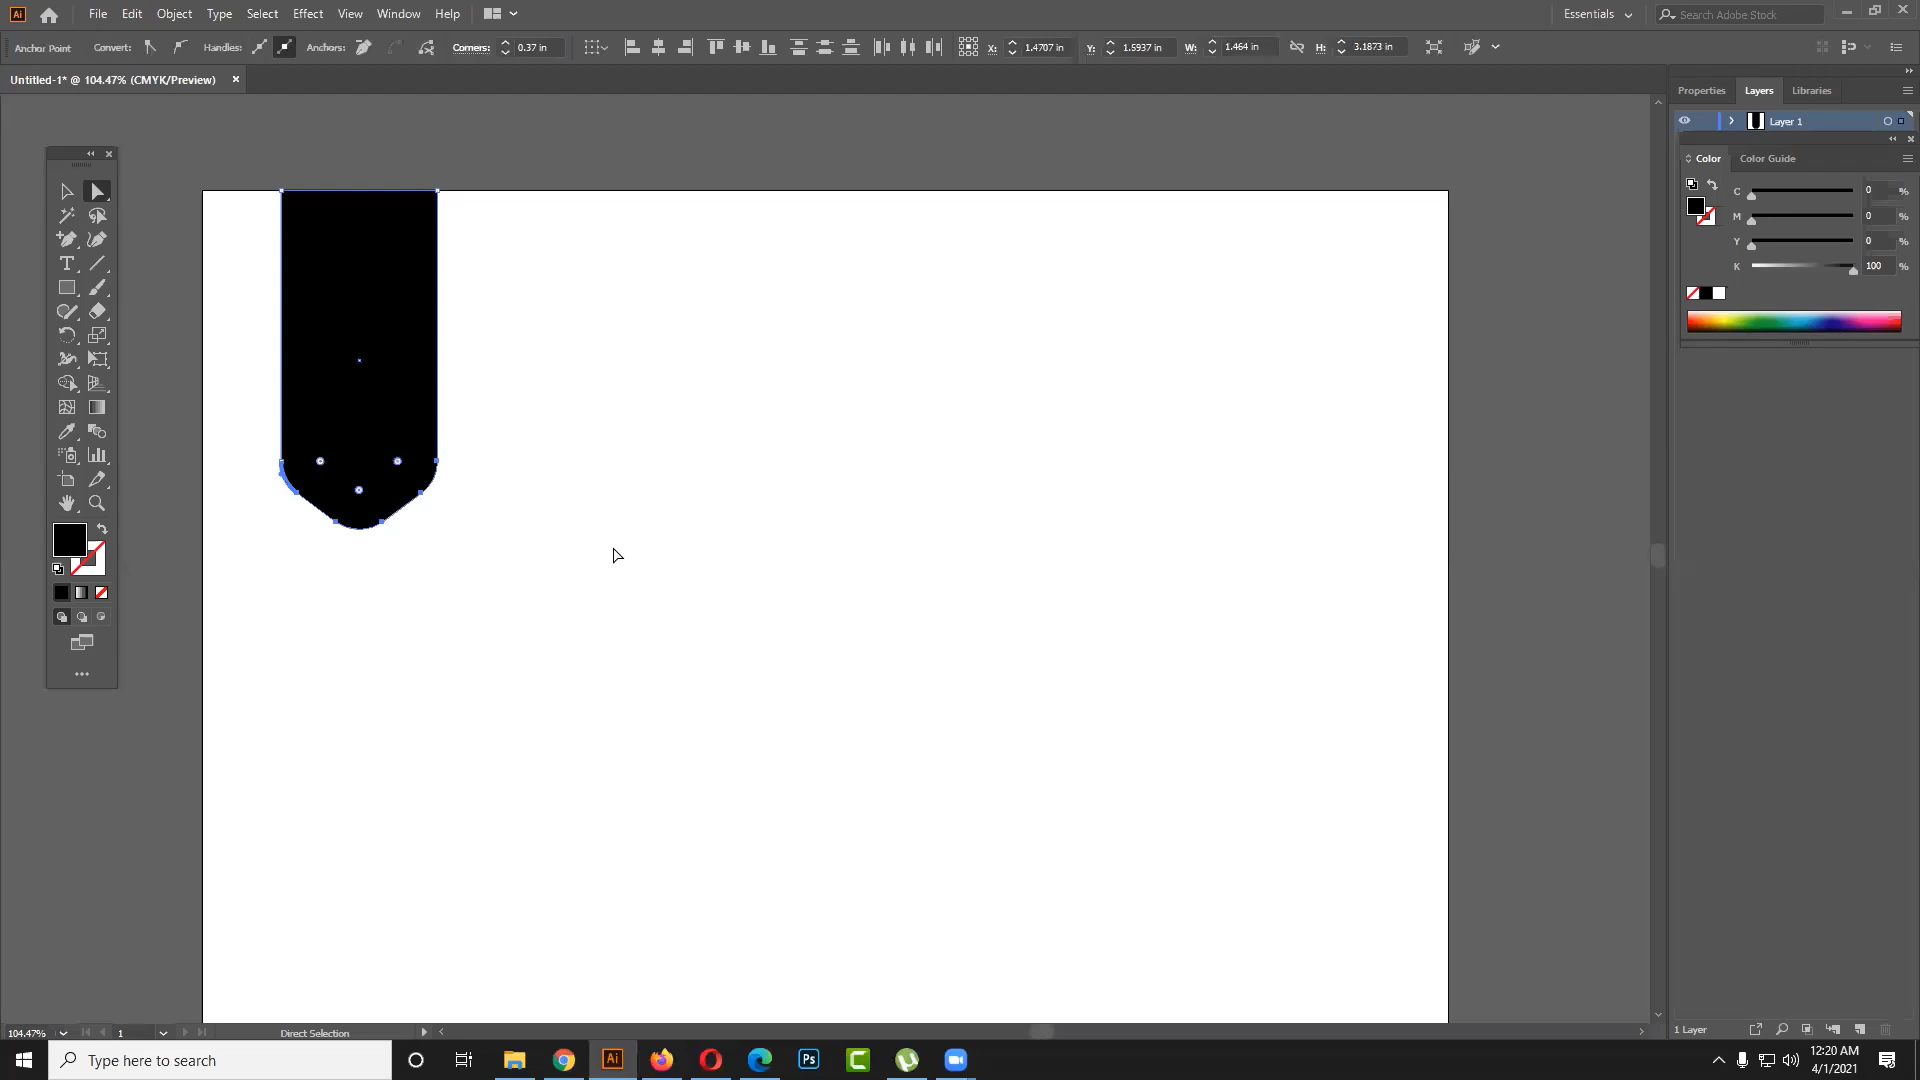 Ai File Edit Object Type Select Effect View Window Help Essentials Search Adobe Stock
Anchor Point Convert: Handles: Anchors: Corners: 0.37 in X: 1.4707 in Y: 1.5937 in W: 1.464 in H: 3.1873 in
Untitled-1* @ 104.47% (CMYK/Preview)
Properties Layers Libraries
Layer 1
Color Color Guide
C 0 %
M 0 %
Y 0 %
K 100 %
T
104.47% 1 Direct Selection
1 Layer
Type here to search
Ai
Ps
C
12:20 AM
4/1/2021